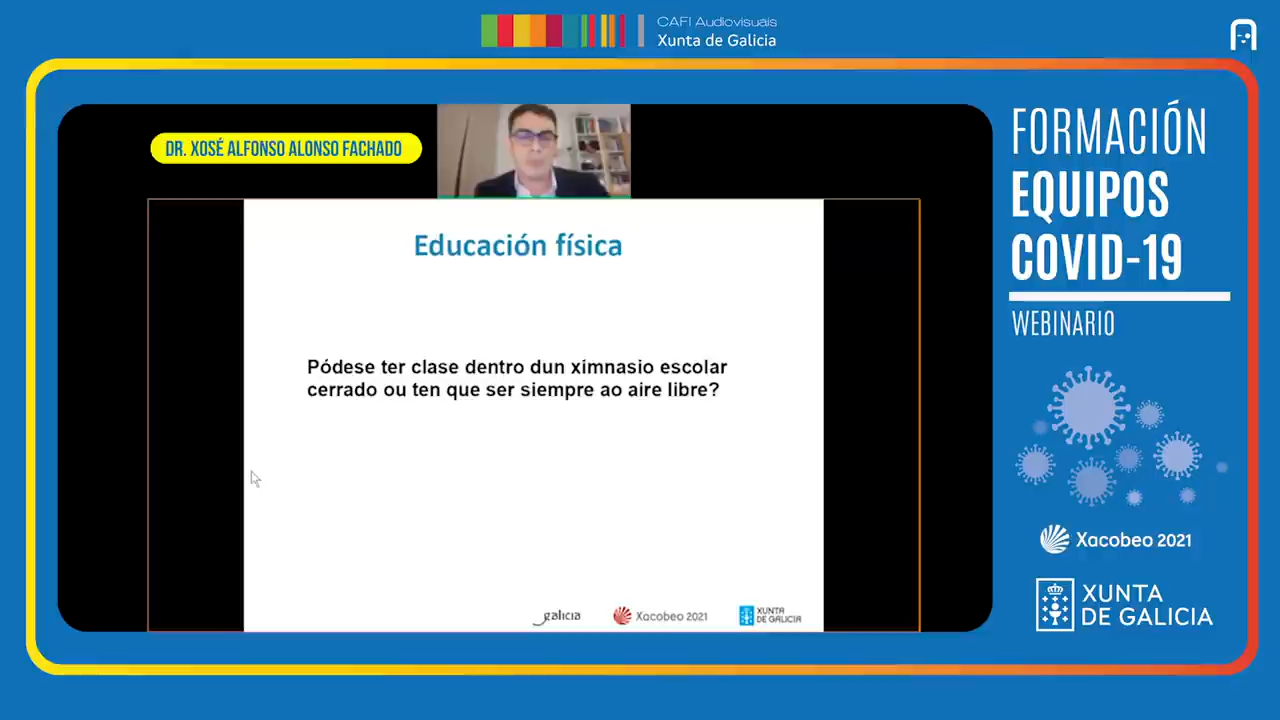 CAFI Audiovisuais
Xunta de Galicia
DR. XOSÉ ALFONSO ALONSO FACHADO
FORMACIÓN
EQUIPOS
COVID-19
WEBINARIO
Educación física
Pódese ter clase dentro dun ximnasio escolar
cerrado ou ten que ser siempre ao aire libre?
galicia
Xacobeo 2021
XUNTA
DE GALICIA
Xacobeo 2021
XUNTA
DE GALICIA